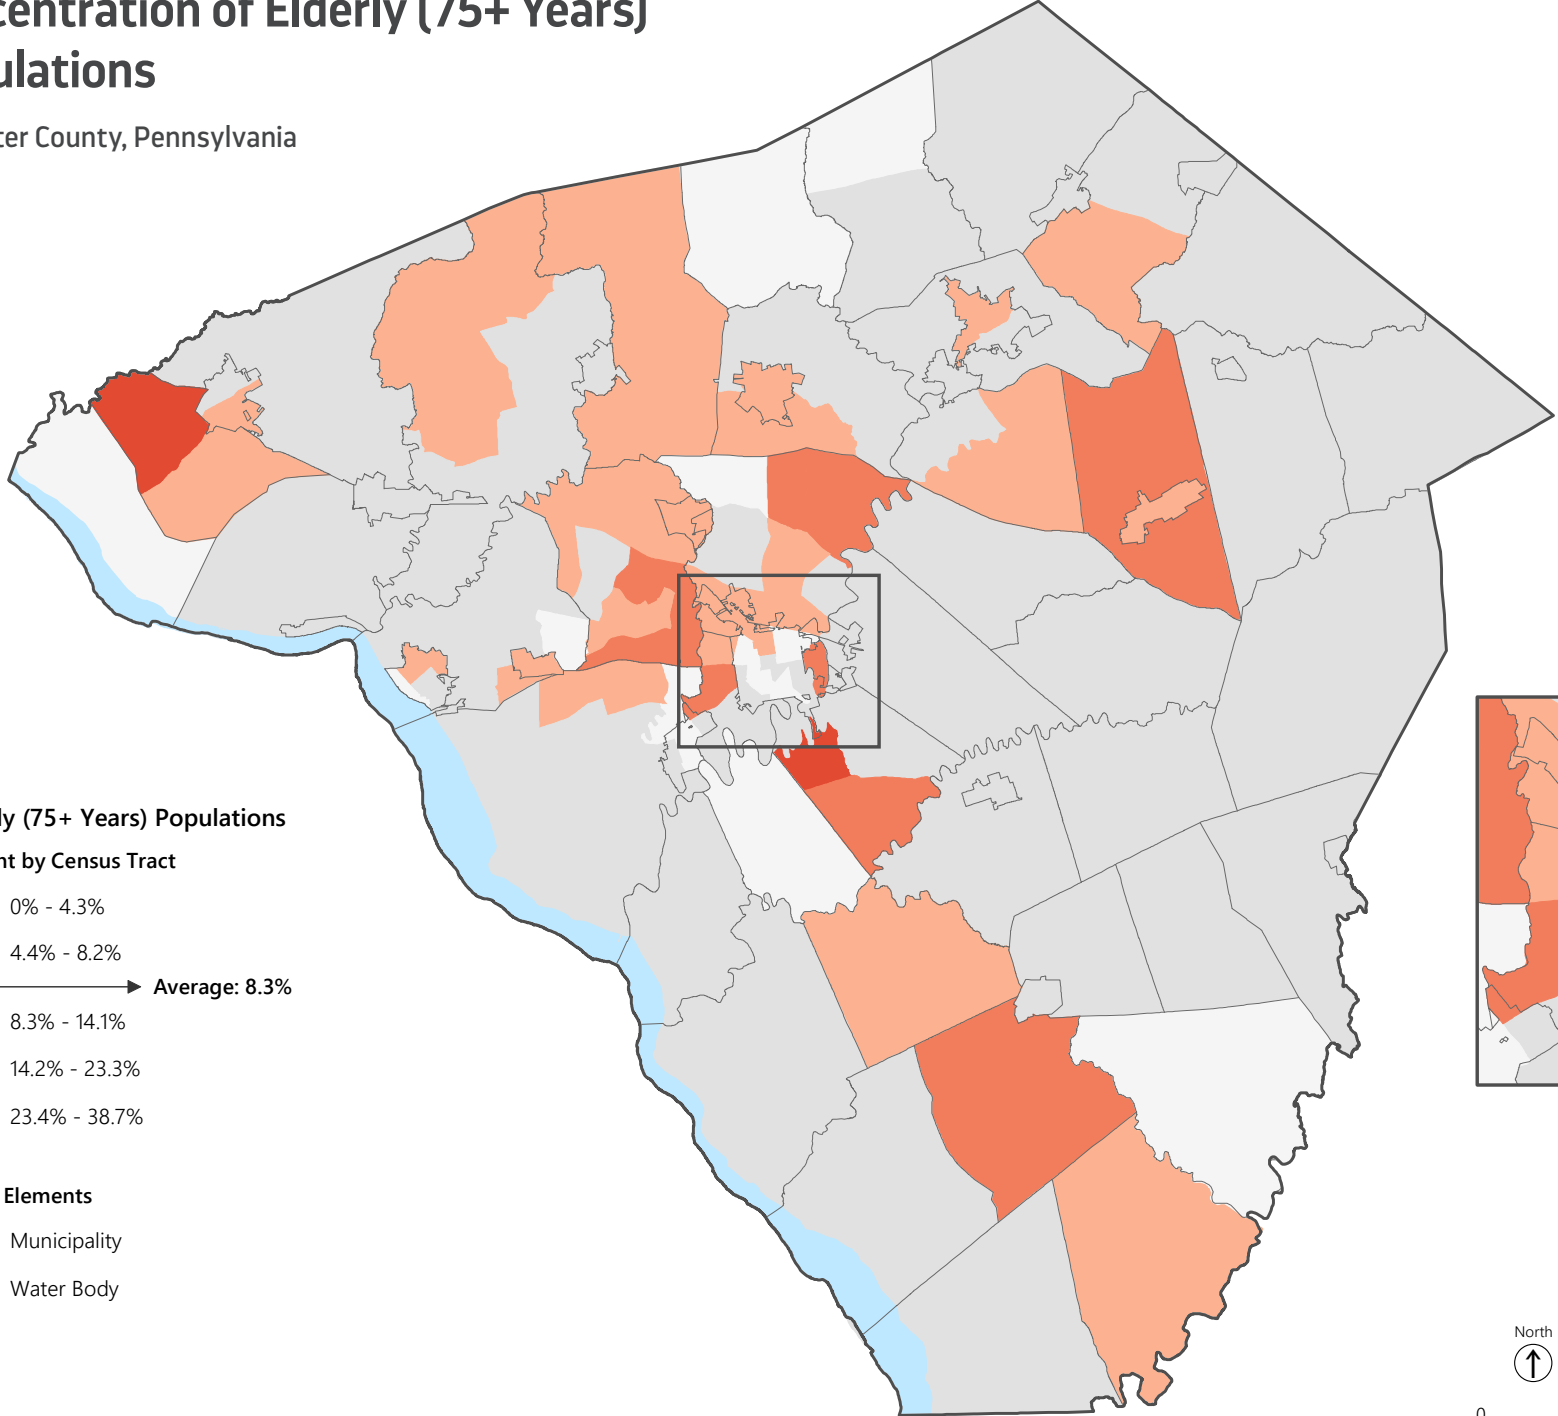 centration of Elderly (75+ Years)
ulations
ter County, Pennsylvania
ly (75+ Years) Populations
nt by Census Tract
0% - 4.3%
4.4% - 8.2%
Average: 8.3%
8.3% - 14.1%
14.2% - 23.3%
23.4% - 38.7%
Elements
Municipality
Water Body
North
0